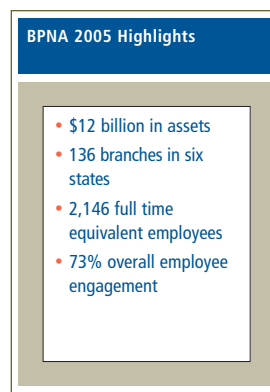 BPNA 2005 Highlights
• $12 billion in assets
• 136 branches in six
states
• 2,146 full time
equivalent employees
• 73% overall employee
engagement